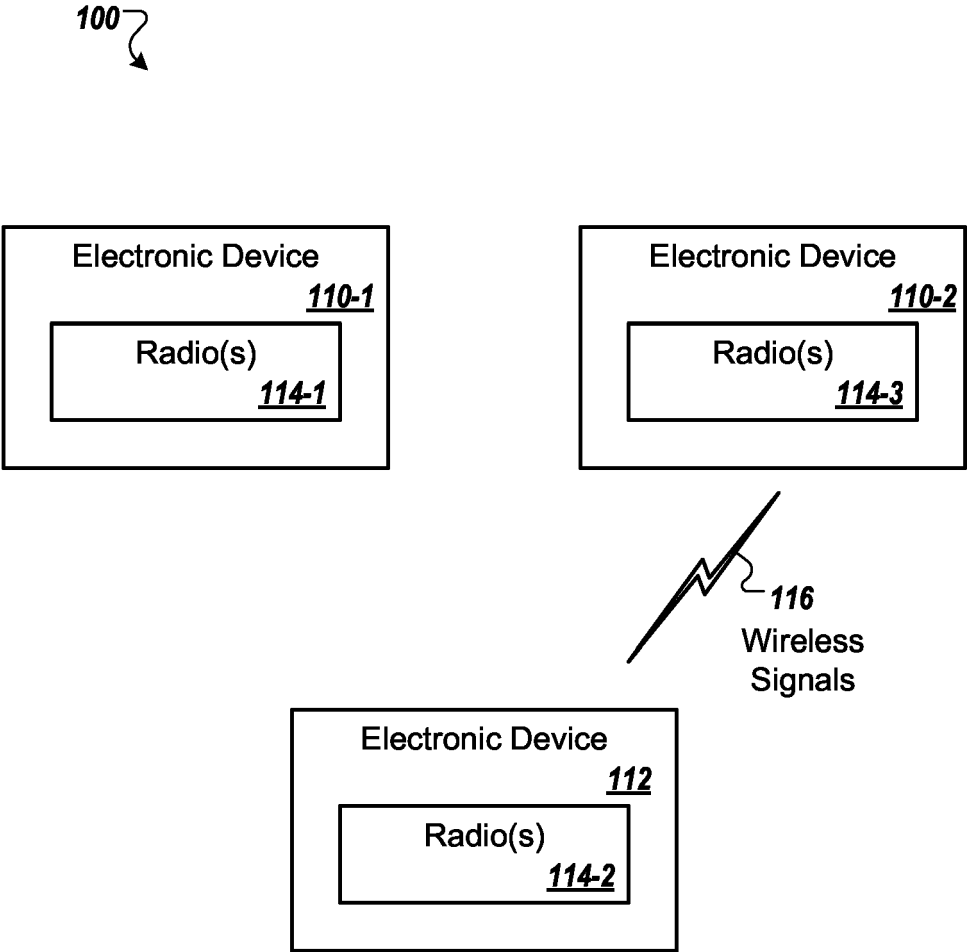 100
Electronic Device
110-1
Radio(s)
114-1
Electronic Device
110-2
Radio(s)
114-3
116
Wireless
Signals
Electronic Device
112
Radio(s)
114-2